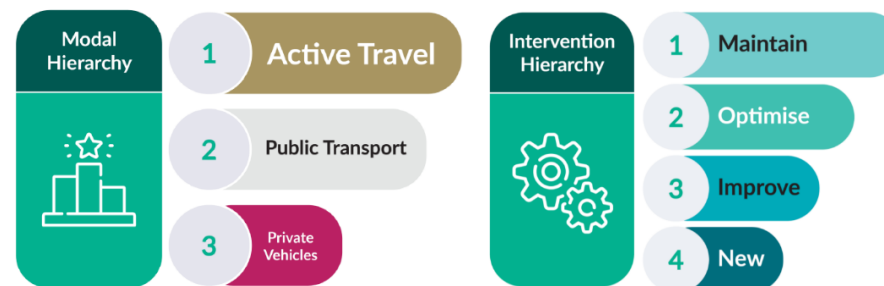 Modal
Hierarchy
1
Active Travel
2
Public Transport
3
Private
Vehicles
Intervention
Hierarchy
1
Maintain
2
Optimise
3
Improve
4
New